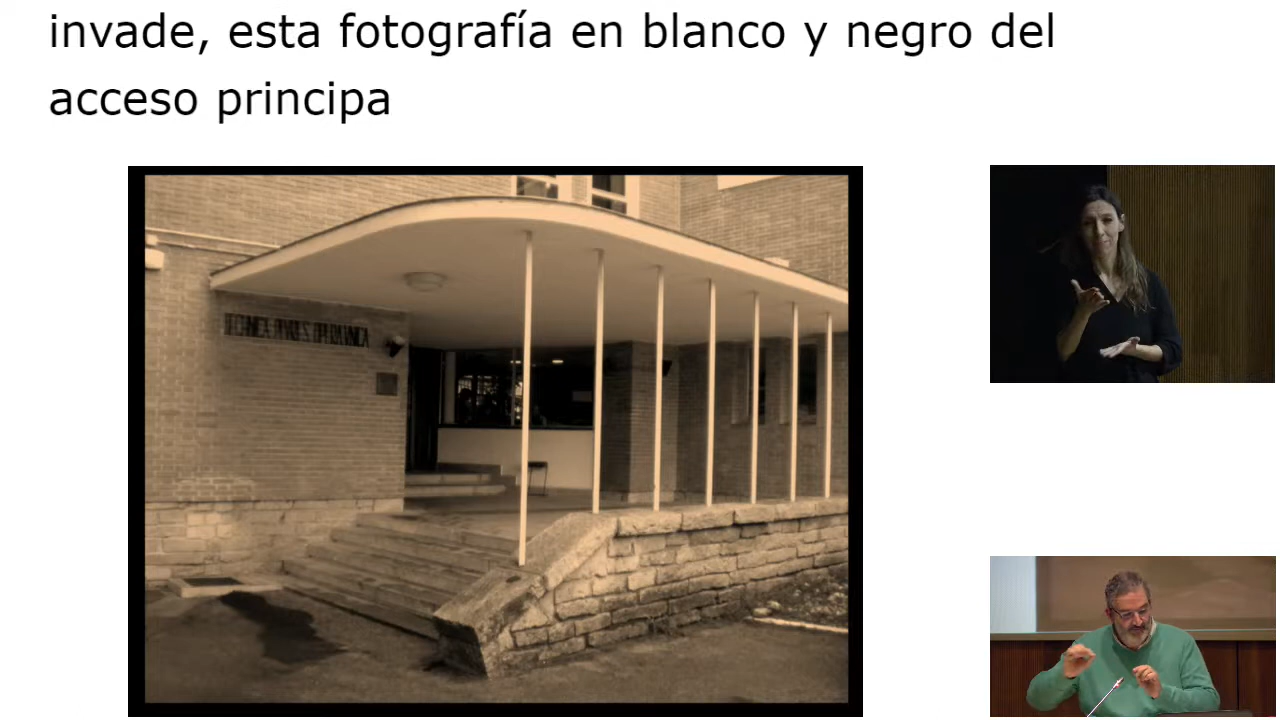 invade, esta fotografía en blanco y negro del
acceso principa